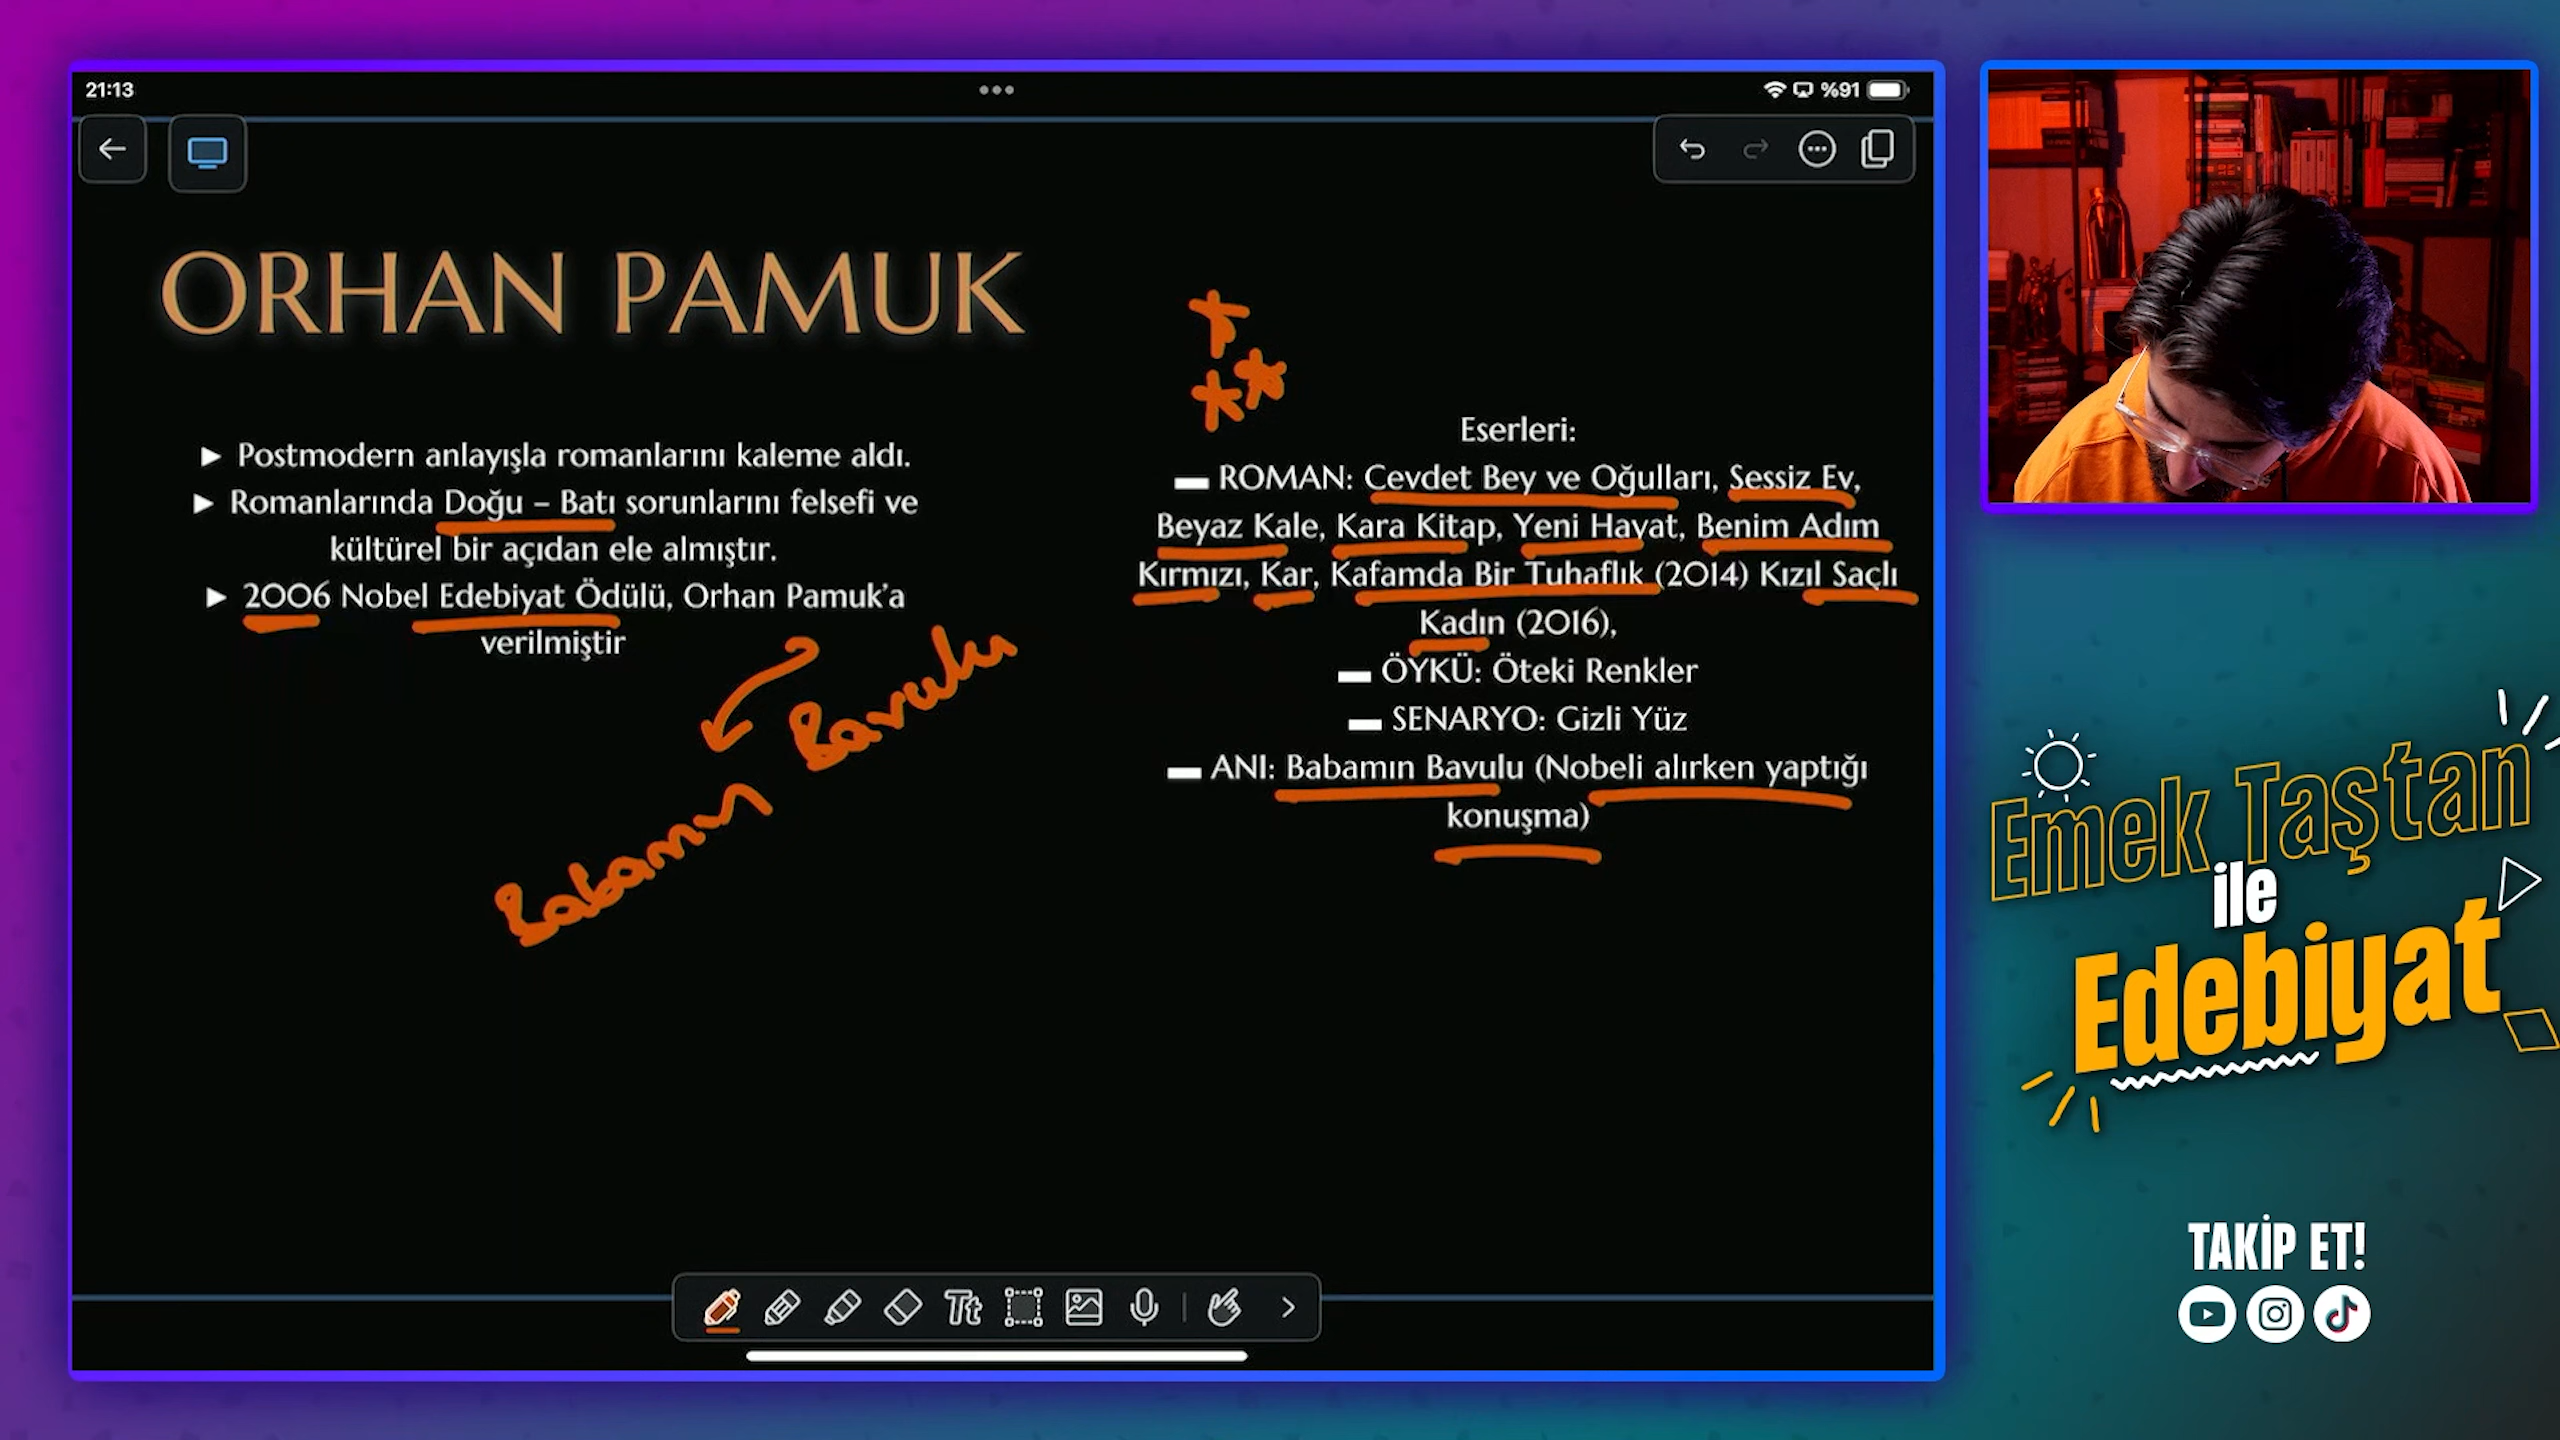 21:13
%91
ORHAN PAMUK
► Postmodern anlayışla romanlarını kaleme aldı.
► Romanlarında Doğu – Batı sorunlarını felsefi ve
kültürel bir açıdan ele almıştır.
► 2006 Nobel Edebiyat Ödülü, Orhan Pamuk'a
verilmiştir
Babamın Bavulu
Eserleri:
▬ ROMAN: Cevdet Bey ve Oğulları, Sessiz Ev,
Beyaz Kale, Kara Kitap, Yeni Hayat, Benim Adım
Kırmızı, Kar, Kafamda Bir Tuhaflık (2014) Kızıl Saçlı
Kadın (2016),
▬ ÖYKÜ: Öteki Renkler
▬ SENARYO: Gizli Yüz
▬ ANI: Babamın Bavulu (Nobeli alırken yaptığı
konuşma)
Tt
Emek Taştan
ile
Edebiyat
TAKİP ET!